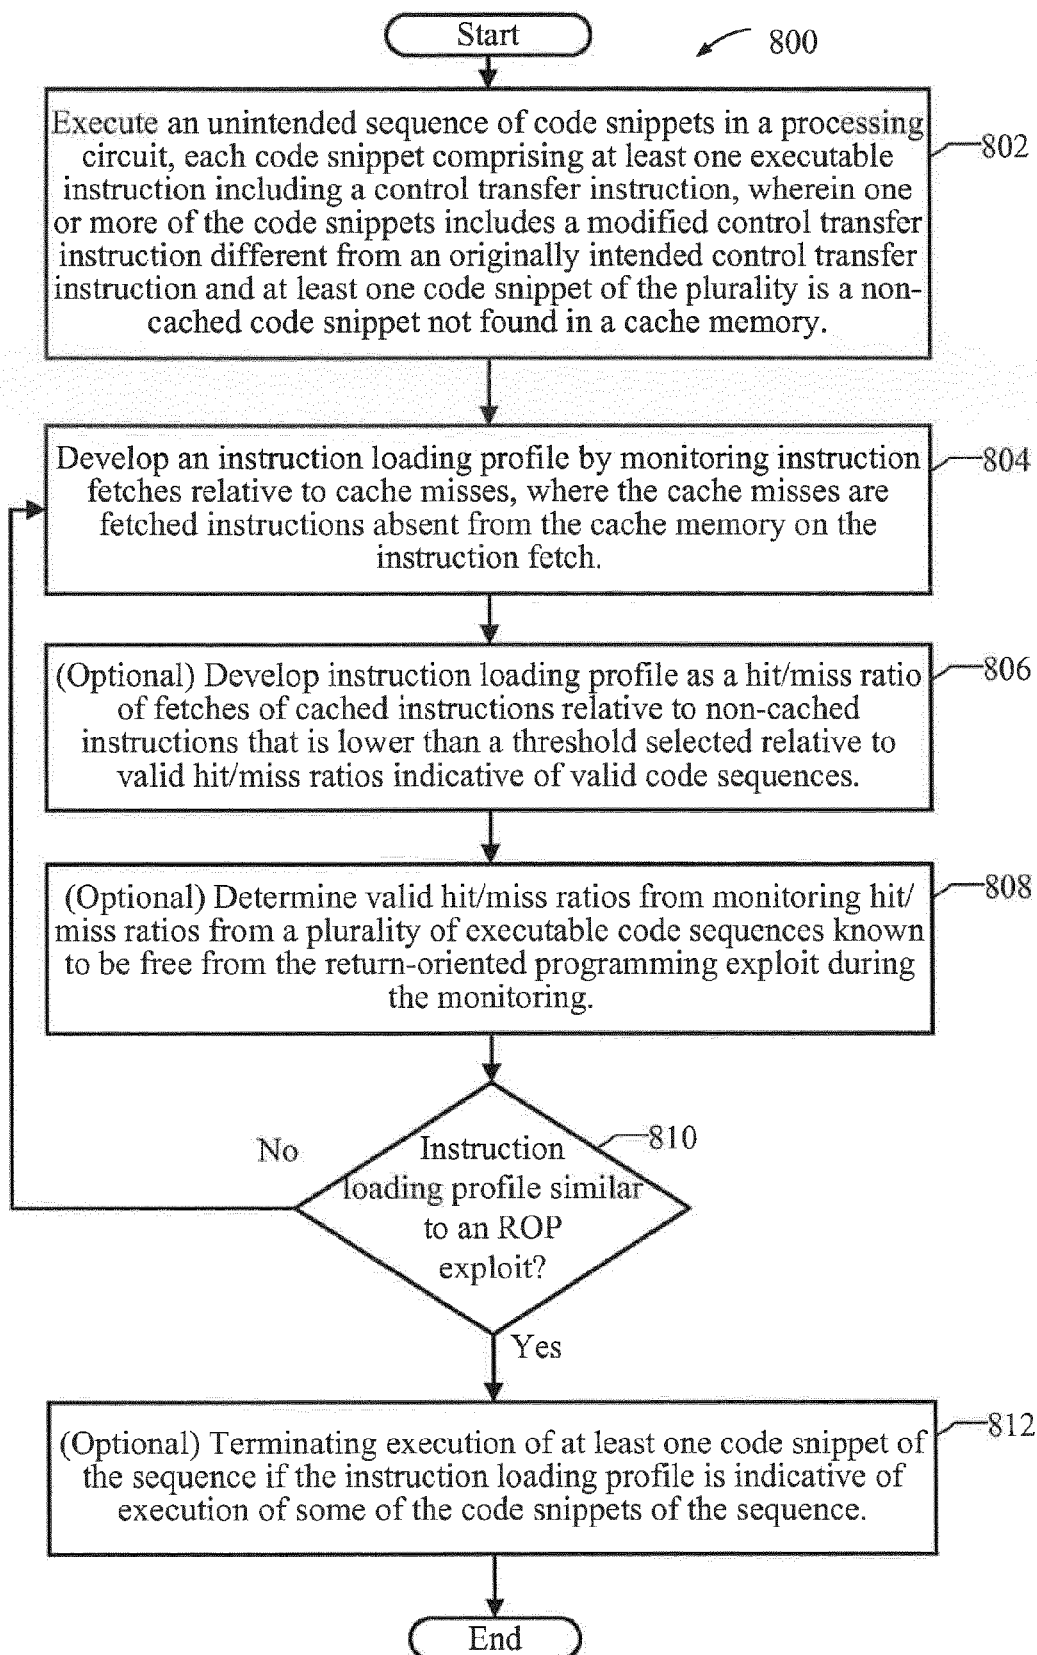 Start
800
Execute an unintended sequence of code snippets in a processing
circuit, each code snippet comprising at least one executable
instruction including a control transfer instruction, wherein one
or more of the code snippets includes a modified control transfer
instruction different from an originally intended control transfer
instruction and at least one code snippet of the plurality is a non-
cached code snippet not found in a cache memory.
802
Develop an instruction loading profile by monitoring instruction
fetches relative to cache misses, where the cache misses are
fetched instructions absent from the cache memory on the
instruction fetch.
804
(Optional) Develop instruction loading profile as a hit/miss ratio
of fetches of cached instructions relative to non-cached
instructions that is lower than a threshold selected relative to
valid hit/miss ratios indicative of valid code sequences.
806
(Optional) Determine valid hit/miss ratios from monitoring hit/
miss ratios from a plurality of executable code sequences known
to be free from the return-oriented programming exploit during
the monitoring.
808
Instruction
loading profile similar
to an ROP
exploit?
810
No
Yes
(Optional) Terminating execution of at least one code snippet of
the sequence if the instruction loading profile is indicative of
execution of some of the code snippets of the sequence.
812
End